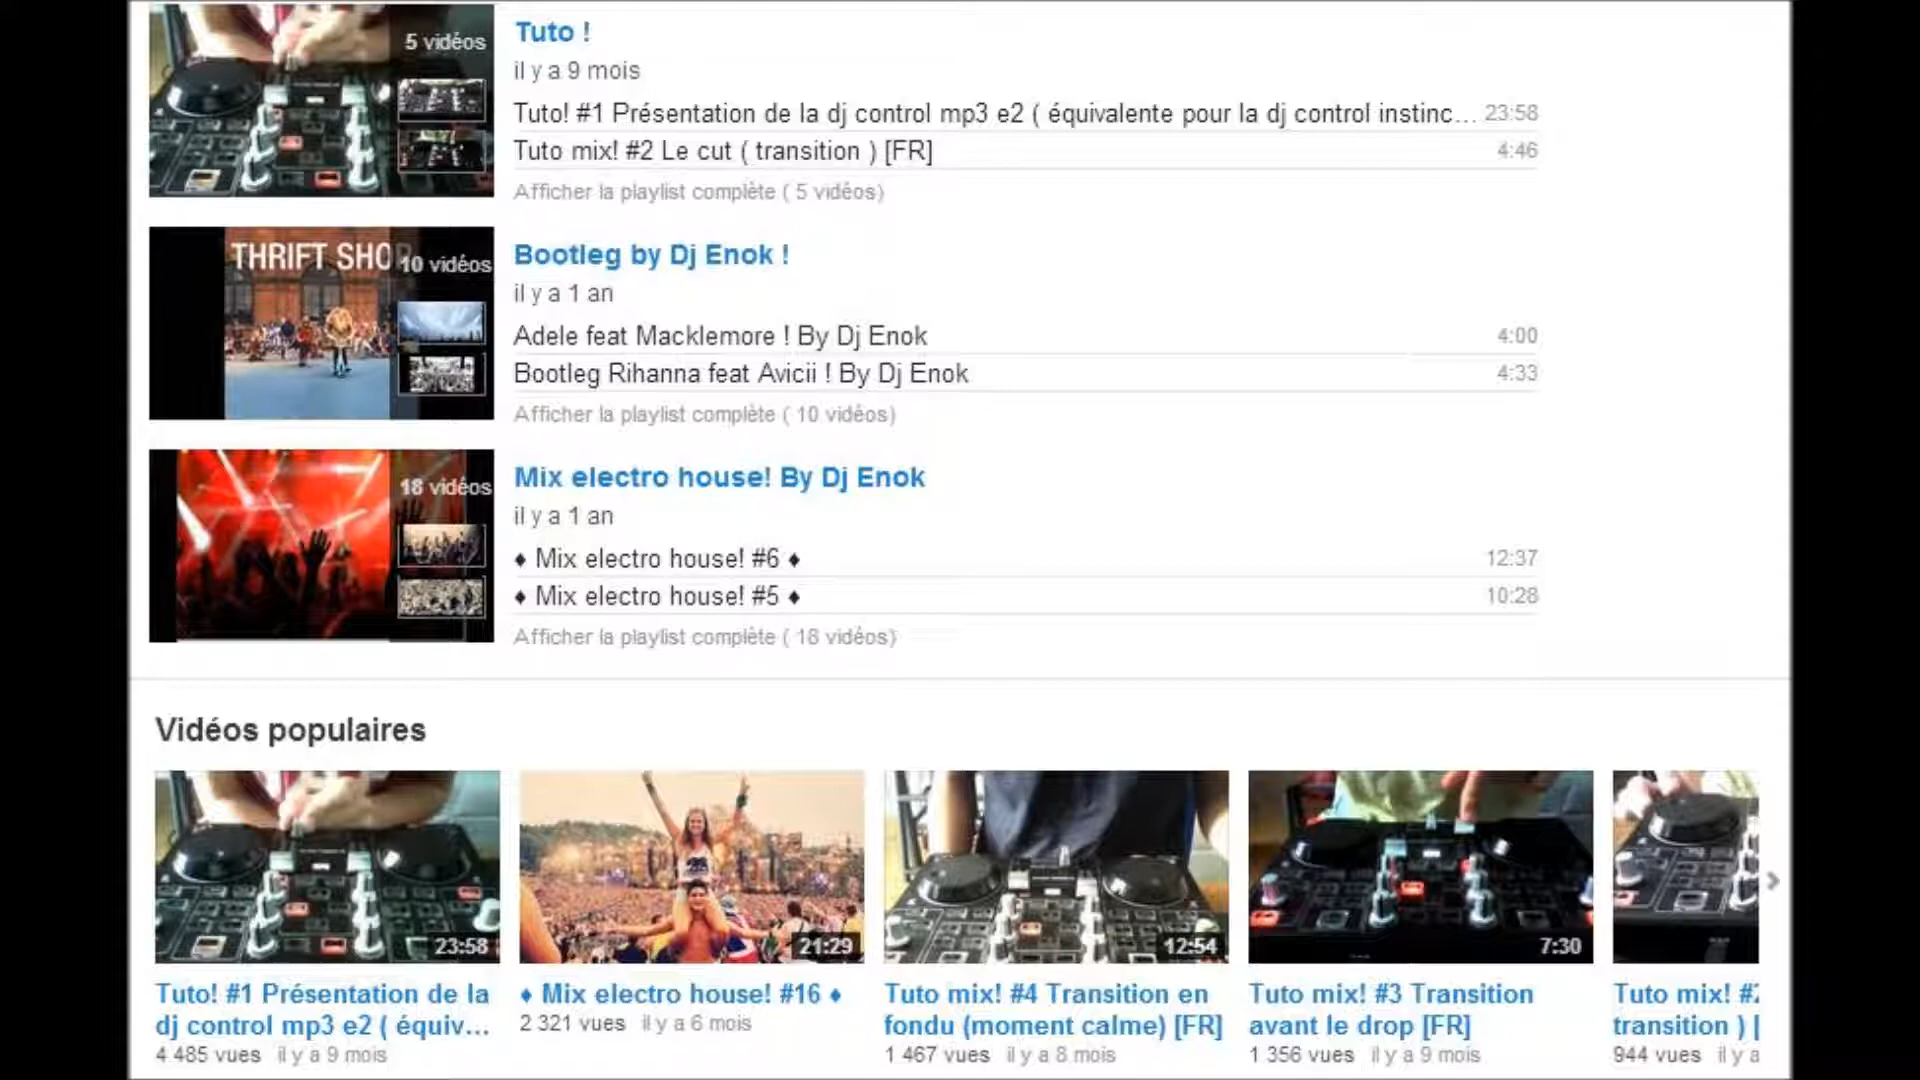 5 vidéos
Tuto !
il y a 9 mois
Tuto! #1 Présentation de la dj control mp3 e2 ( équivalente pour la dj control instinc... 23:58
Tuto mix! #2 Le cut ( transition ) [FR] 4:46
Afficher la playlist complète ( 5 vidéos)
THRIFT SHOP
10 vidéos
Bootleg by Dj Enok !
il y a 1 an
Adele feat Macklemore ! By Dj Enok 4:00
Bootleg Rihanna feat Avicii ! By Dj Enok 4:33
Afficher la playlist complète ( 10 vidéos)
18 vidéos
Mix electro house! By Dj Enok
il y a 1 an
♦ Mix electro house! #6 ♦ 12:37
♦ Mix electro house! #5 ♦ 10:28
Afficher la playlist complète ( 18 vidéos)
Vidéos populaires
23:58
21:29
12:54
7:30
Tuto! #1 Présentation de la
dj control mp3 e2 ( équiv...
4 485 vues il y a 9 mois
♦ Mix electro house! #16 ♦
2 321 vues il y a 6 mois
Tuto mix! #4 Transition en
fondu (moment calme) [FR]
1 467 vues il y a 8 mois
Tuto mix! #3 Transition
avant le drop [FR]
1 356 vues il y a 9 mois
Tuto mix! #2
transition ) [
944 vues il y a